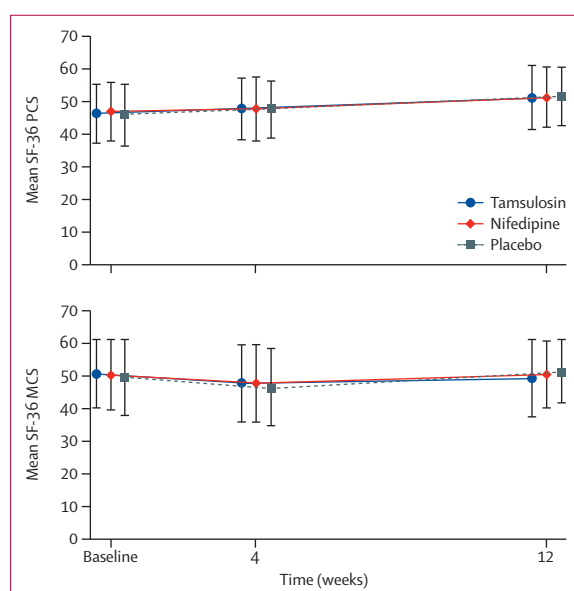 70
60
50
40
30
20
10
0
Mean SF-36 PCS
Tamsulosin
Nifedipine
Placebo
70
60
50
40
30
20
10
0
Mean SF-36 MCS
Baseline 4 12
Time (weeks)